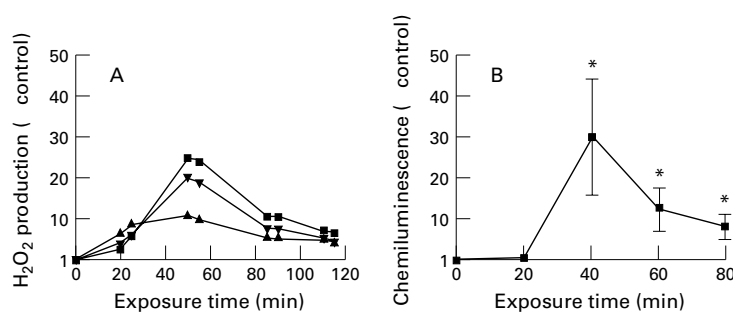 H2O2 production ( control)
50
40
30
20
10
1
A
0 20 40 60 80 100 120
Exposure time (min)
Chemiluminescence ( control)
50
40
30
20
10
1
B
*
*
*
0 20 40 60 80
Exposure time (min)